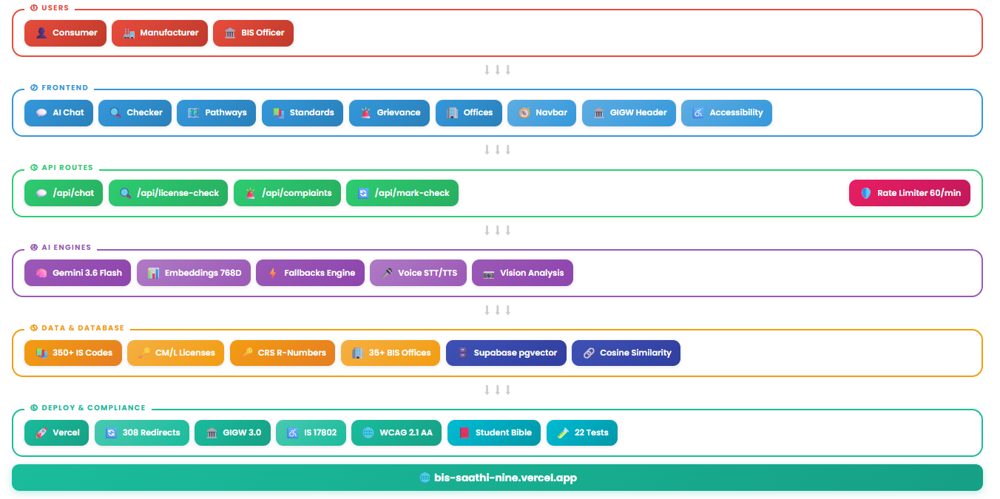 ① USERS
Consumer Manufacturer BIS Officer
② FRONTEND
AI Chat Checker Pathways Standards Grievance Offices Navbar GIGW Header Accessibility
③ API ROUTES
/api/chat /api/license-check /api/complaints /api/mark-check Rate Limiter 60/min
④ AI ENGINES
Gemini 3.6 Flash Embeddings 768D Fallbacks Engine Voice STT/TTS Vision Analysis
⑤ DATA & DATABASE
350+ IS Codes CM/L Licenses CRS R-Numbers 35+ BIS Offices Supabase pgvector Cosine Similarity
⑥ DEPLOY & COMPLIANCE
Vercel 308 Redirects GIGW 3.0 IS 17802 WCAG 2.1 AA Student Bible 22 Tests
bis-saathi-nine.vercel.app